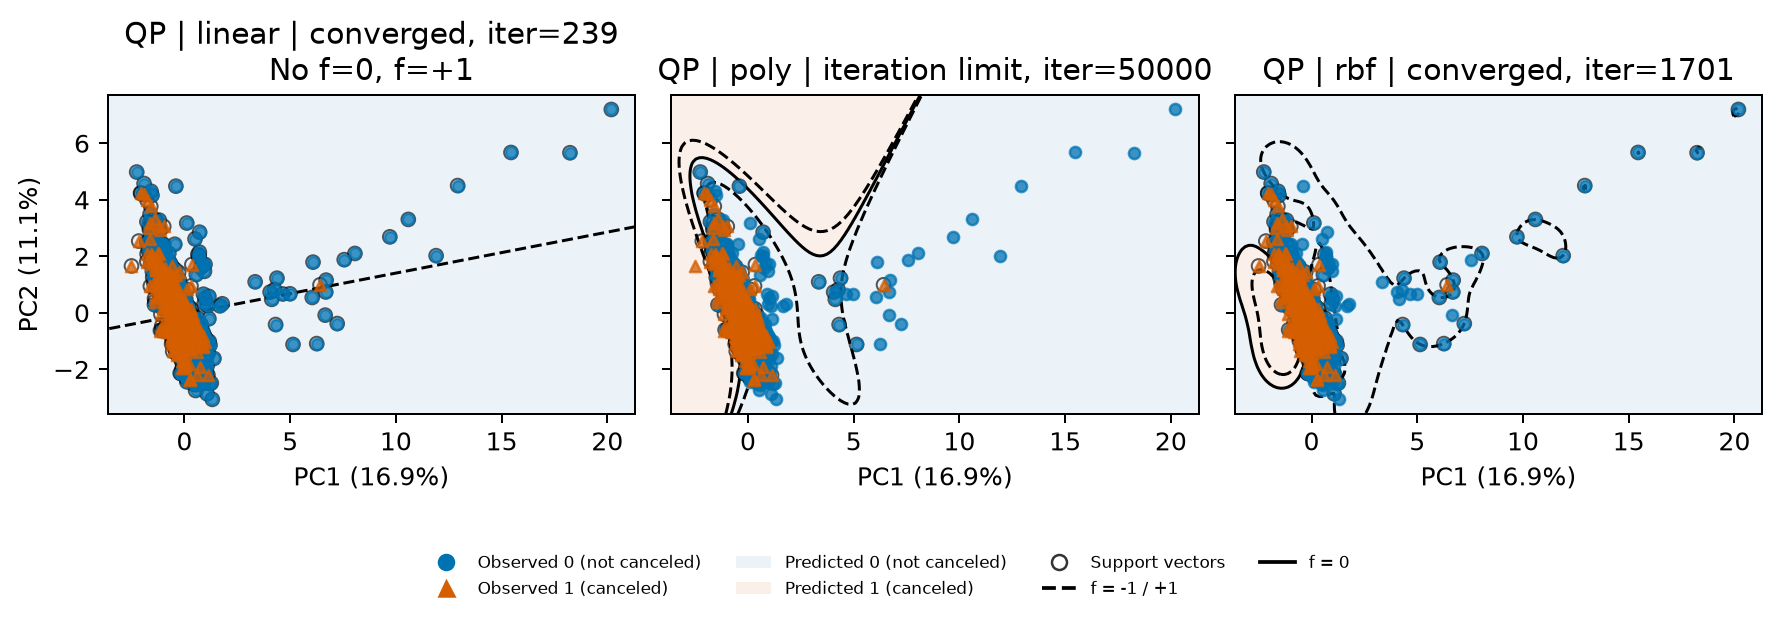 QP | linear | converged, iter=239
No f=0, f=+1
QP | poly | iteration limit, iter=50000
QP | rbf | converged, iter=1701
PC2 (11.1%)
6
4
2
0
−2
0 5 10 15 20
0 5 10 15 20
0 5 10 15 20
PC1 (16.9%)
PC1 (16.9%)
PC1 (16.9%)
Observed 0 (not canceled)
Observed 1 (canceled)
Predicted 0 (not canceled)
Predicted 1 (canceled)
Support vectors
f = -1 / +1
f = 0